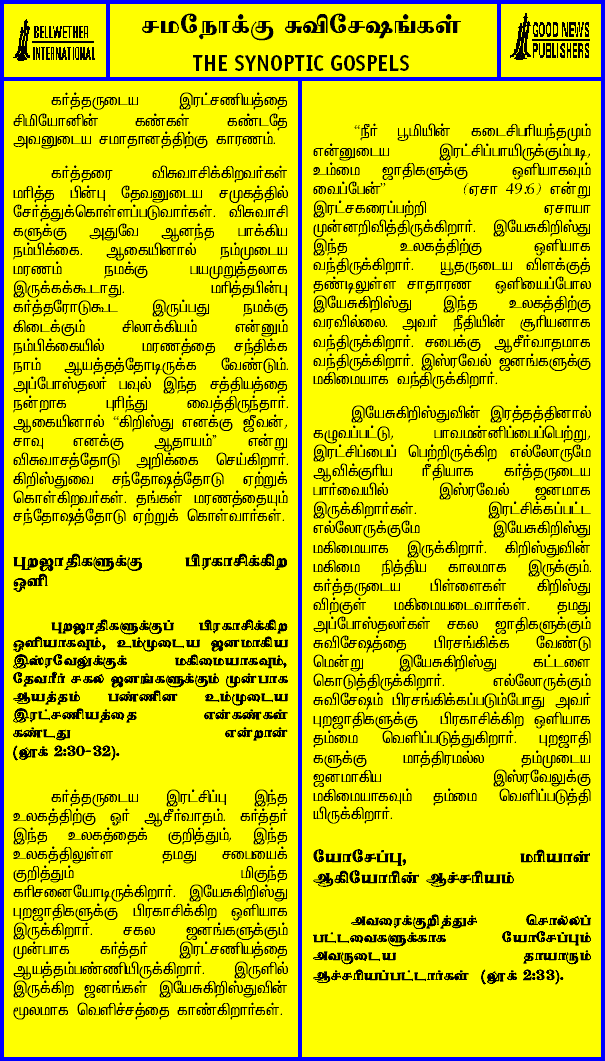 BELLWETHER
INTERNATIONAL
சமநோக்கு சுவிசேஷங்கள்
THE SYNOPTIC GOSPELS
GOOD NEWS
PUBLISHERS
கர்த்தருடைய இரட்சணியத்தை
சிமியோனின் கண்கள் கண்டதே
அவனுடைய சமாதானத்திற்கு காரணம்.
கர்த்தரை விசுவாசிக்கிறவர்கள்
மரித்த பின்பு தேவனுடைய சமுகத்தில்
சேர்த்துக்கொள்ளப்படுவார்கள். விசுவாசி
களுக்கு அதுவே ஆனந்த பாக்கிய
நம்பிக்கை. ஆகையினால் நம்முடைய
மரணம் நமக்கு பயமுறுத்தலாக
இருக்கக்கூடாது. மரித்தபின்பு
கர்த்தரோடுகூட இருப்பது நமக்கு
கிடைக்கும் சிலாக்கியம் என்னும்
நம்பிக்கையில் மரணத்தை சந்திக்க
நாம் ஆயத்தத்தோடிருக்க வேண்டும்.
அப்போஸ்தலர் பவுல் இந்த சத்தியத்தை
நன்றாக புரிந்து வைத்திருந்தார்.
ஆகையினால் “கிறிஸ்து எனக்கு ஜீவன்,
சாவு எனக்கு ஆதாயம்” என்று
விசுவாசத்தோடு அறிக்கை செய்கிறார்.
கிறிஸ்துவை சந்தோஷத்தோடு ஏற்றுக்
கொள்கிறவர்கள். தங்கள் மரணத்தையும்
சந்தோஷத்தோடு ஏற்றுக் கொள்வார்கள்.
புறஜாதிகளுக்கு பிரகாசிக்கிற
ஒளி
புறஜாதிகளுக்குப் பிரகாசிக்கிற
ஒளியாகவும், உம்முடைய ஜனமாகிய
இஸ்ரவேலுக்குக் மகிமையாகவும்,
தேவரீர் சகல ஜனங்களுக்கும் முன்பாக
ஆயத்தம் பண்ணின உம்முடைய
இரட்சணியத்தை என்கண்கள்
கண்டது என்றான்
(லூக் 2:30-32).
கர்த்தருடைய இரட்சிப்பு இந்த
உலகத்திற்கு ஓர் ஆசீர்வாதம். கர்த்தர்
இந்த உலகத்தைக் குறித்தும், இந்த
உலகத்திலுள்ள தமது சபையைக்
குறித்தும் மிகுந்த
கரிசனையோடிருக்கிறார். இயேசுகிறிஸ்து
புறஜாதிகளுக்கு பிரகாசிக்கிற ஒளியாக
இருக்கிறார். சகல ஜனங்களுக்கும்
முன்பாக கர்த்தர் இரட்சணியத்தை
ஆயத்தம்பண்ணியிருக்கிறார். இருளில்
இருக்கிற ஜனங்கள் இயேசுகிறிஸ்துவின்
மூலமாக வெளிச்சத்தை காண்கிறார்கள்.
“நீர் பூமியின் கடைசிபரியந்தமும்
என்னுடைய இரட்சிப்பாயிருக்கும்படி,
உம்மை ஜாதிகளுக்கு ஒளியாகவும்
வைப்பேன்” (ஏசா 49.6) என்று
இரட்சகரைப்பற்றி ஏசாயா
முன்னறிவித்திருக்கிறார். இயேசுகிறிஸ்து
இந்த உலகத்திற்கு ஒளியாக
வந்திருக்கிறார். யூதருடைய விளக்குத்
தண்டிலுள்ள சாதாரண ஒளியைப்போல
இயேசுகிறிஸ்து இந்த உலகத்திற்கு
வரவில்லை. அவர் நீதியின் சூரியனாக
வந்திருக்கிறார். சபைக்கு ஆசீர்வாதமாக
வந்திருக்கிறார். இஸ்ரவேல் ஜனங்களுக்கு
மகிமையாக வந்திருக்கிறார்.
இயேசுகிறிஸ்துவின் இரத்தத்தினால்
கழுவப்பட்டு, பாவமன்னிப்பைப்பெற்று,
இரட்சிப்பைப் பெற்றிருக்கிற எல்லோருமே
ஆவிக்குரிய ரீதியாக கர்த்தருடைய
பார்வையில் இஸ்ரவேல் ஜனமாக
இருக்கிறார்கள். இரட்சிக்கப்பட்ட
எல்லோருக்குமே இயேசுகிறிஸ்து
மகிமையாக இருக்கிறார். கிறிஸ்துவின்
மகிமை நித்திய காலமாக இருக்கும்.
கர்த்தருடைய பிள்ளைகள் கிறிஸ்து
விற்குள் மகிமையடைவார்கள். தமது
அப்போஸ்தலர்கள் சகல ஜாதிகளுக்கும்
சுவிசேஷத்தை பிரசங்கிக்க வேண்டு
மென்று இயேசுகிறிஸ்து கட்டளை
கொடுத்திருக்கிறார். எல்லோருக்கும்
சுவிசேஷம் பிரசங்கிக்கப்படும்போது அவர்
புறஜாதிகளுக்கு பிரகாசிக்கிற ஒளியாக
தம்மை வெளிப்படுத்துகிறார். புறஜாதி
களுக்கு மாத்திரமல்ல தம்முடைய
ஜனமாகிய இஸ்ரவேலுக்கு
மகிமையாகவும் தம்மை வெளிப்படுத்தி
யிருக்கிறார்.
யோசேப்பு, மரியாள்
ஆகியோரின் ஆச்சரியம்
அவரைக்குறித்துச் சொல்லப்
பட்டவைகளுக்காக யோசேப்பும்
அவருடைய தாயாரும்
ஆச்சரியப்பட்டார்கள் (லூக் 2:33).